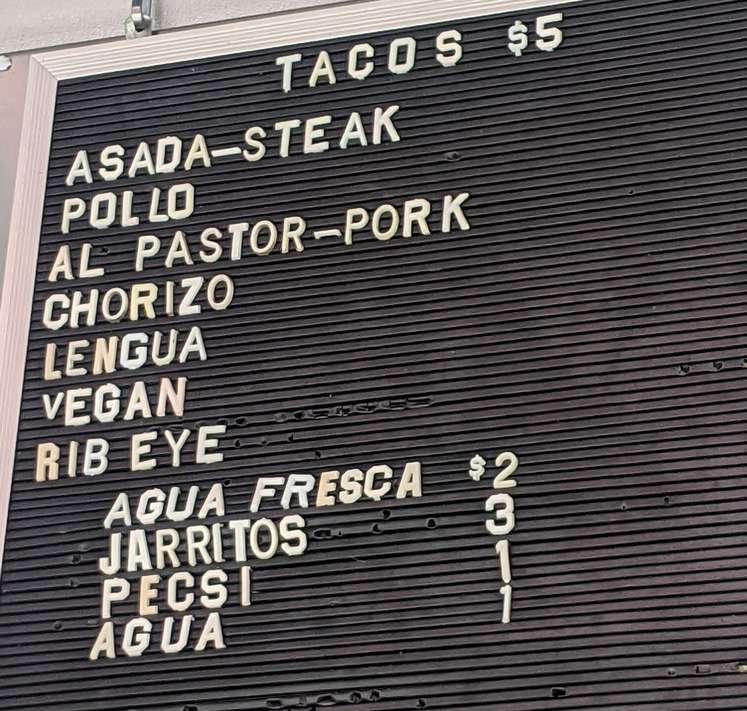 TACOS $5
ASADA-STEAK
POLLO
AL PASTOR-PORK
CHORIZO
LENGUA
VEGAN
RIB EYE
AGUA FRESCA $2
JARRITOS 3
PECSI 1
AGUA 1